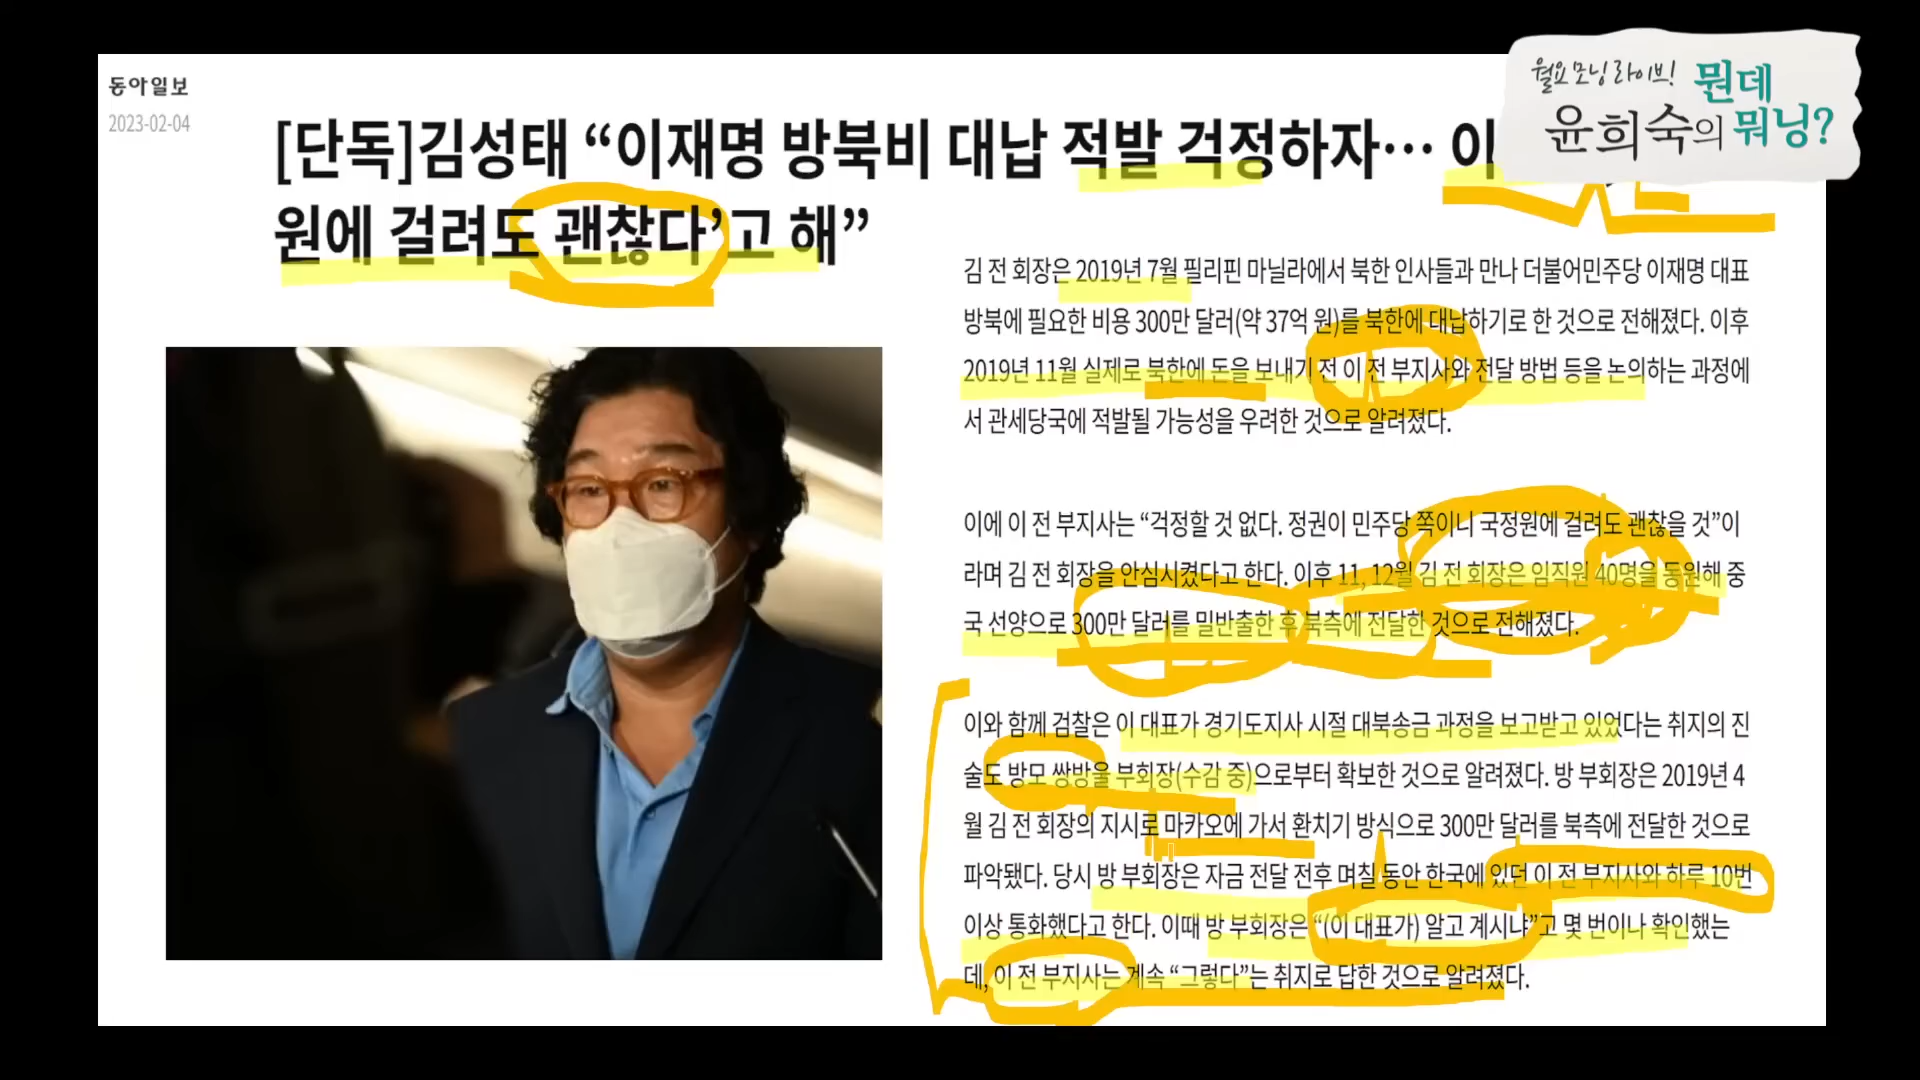 동아일보
2023-02-04
월요 모닝 라이브! 뭔데
윤희숙의 뭐닝?
[단독]김성태 “이재명 방북비 대납 적발 걱정하자… 이
원에 걸려도 괜찮다’고 해”
김 전 회장은 2019년 7월 필리핀 마닐라에서 북한 인사들과 만나 더불어민주당 이재명 대표
방북에 필요한 비용 300만 달러(약 37억 원)를 북한에 대납하기로 한 것으로 전해졌다. 이후
2019년 11월 실제로 북한에 돈을 보내기 전 이 전 부지사와 전달 방법 등을 논의하는 과정에
서 관세당국에 적발될 가능성을 우려한 것으로 알려졌다.
이에 이 전 부지사는 “걱정할 것 없다. 정권이 민주당 쪽이니 국정원에 걸려도 괜찮을 것”이
라며 김 전 회장을 안심시켰다고 한다. 이후 11, 12월 김 전 회장은 임직원 40명을 동원해 중
국 선양으로 300만 달러를 밀반출한 후 북측에 전달한 것으로 전해졌다.
이와 함께 검찰은 이 대표가 경기도지사 시절 대북송금 과정을 보고받고 있었다는 취지의 진
술도 방모 쌍방울 부회장(수감 중)으로부터 확보한 것으로 알려졌다. 방 부회장은 2019년 4
월 김 전 회장의 지시로 마카오에 가서 환치기 방식으로 300만 달러를 북측에 전달한 것으로
파악됐다. 당시 방 부회장은 자금 전달 전후 며칠 동안 한국에 있던 이 전 부지사와 하루 10번
이상 통화했다고 한다. 이때 방 부회장은 “(이 대표가) 알고 계시냐”고 몇 번이나 확인했는
데, 이 전 부지사는 계속 “그렇다”는 취지로 답한 것으로 알려졌다.